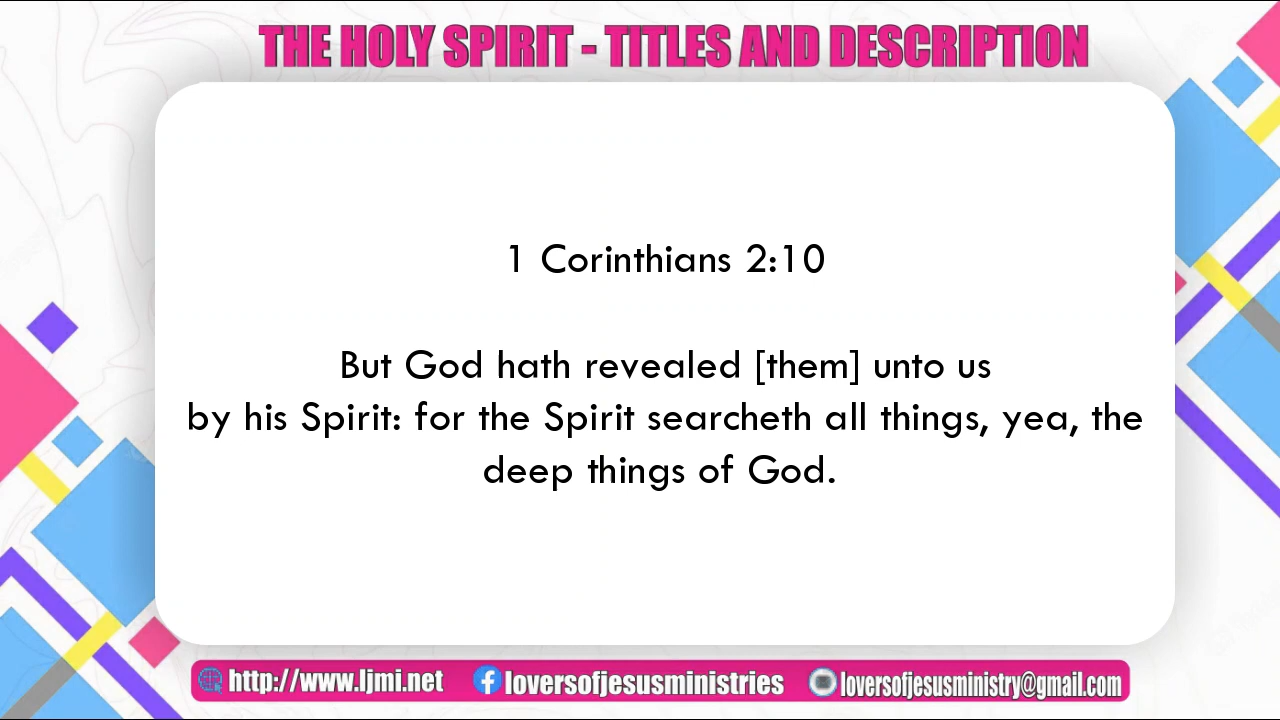 THE HOLY SPIRIT - TITLES AND DESCRIPTION
1 Corinthians 2:10
But God hath revealed [them] unto us
by his Spirit: for the Spirit searcheth all things, yea, the
deep things of God.
http://www.ljmi.net loversofjesusministries loversofjesusministry@gmail.com